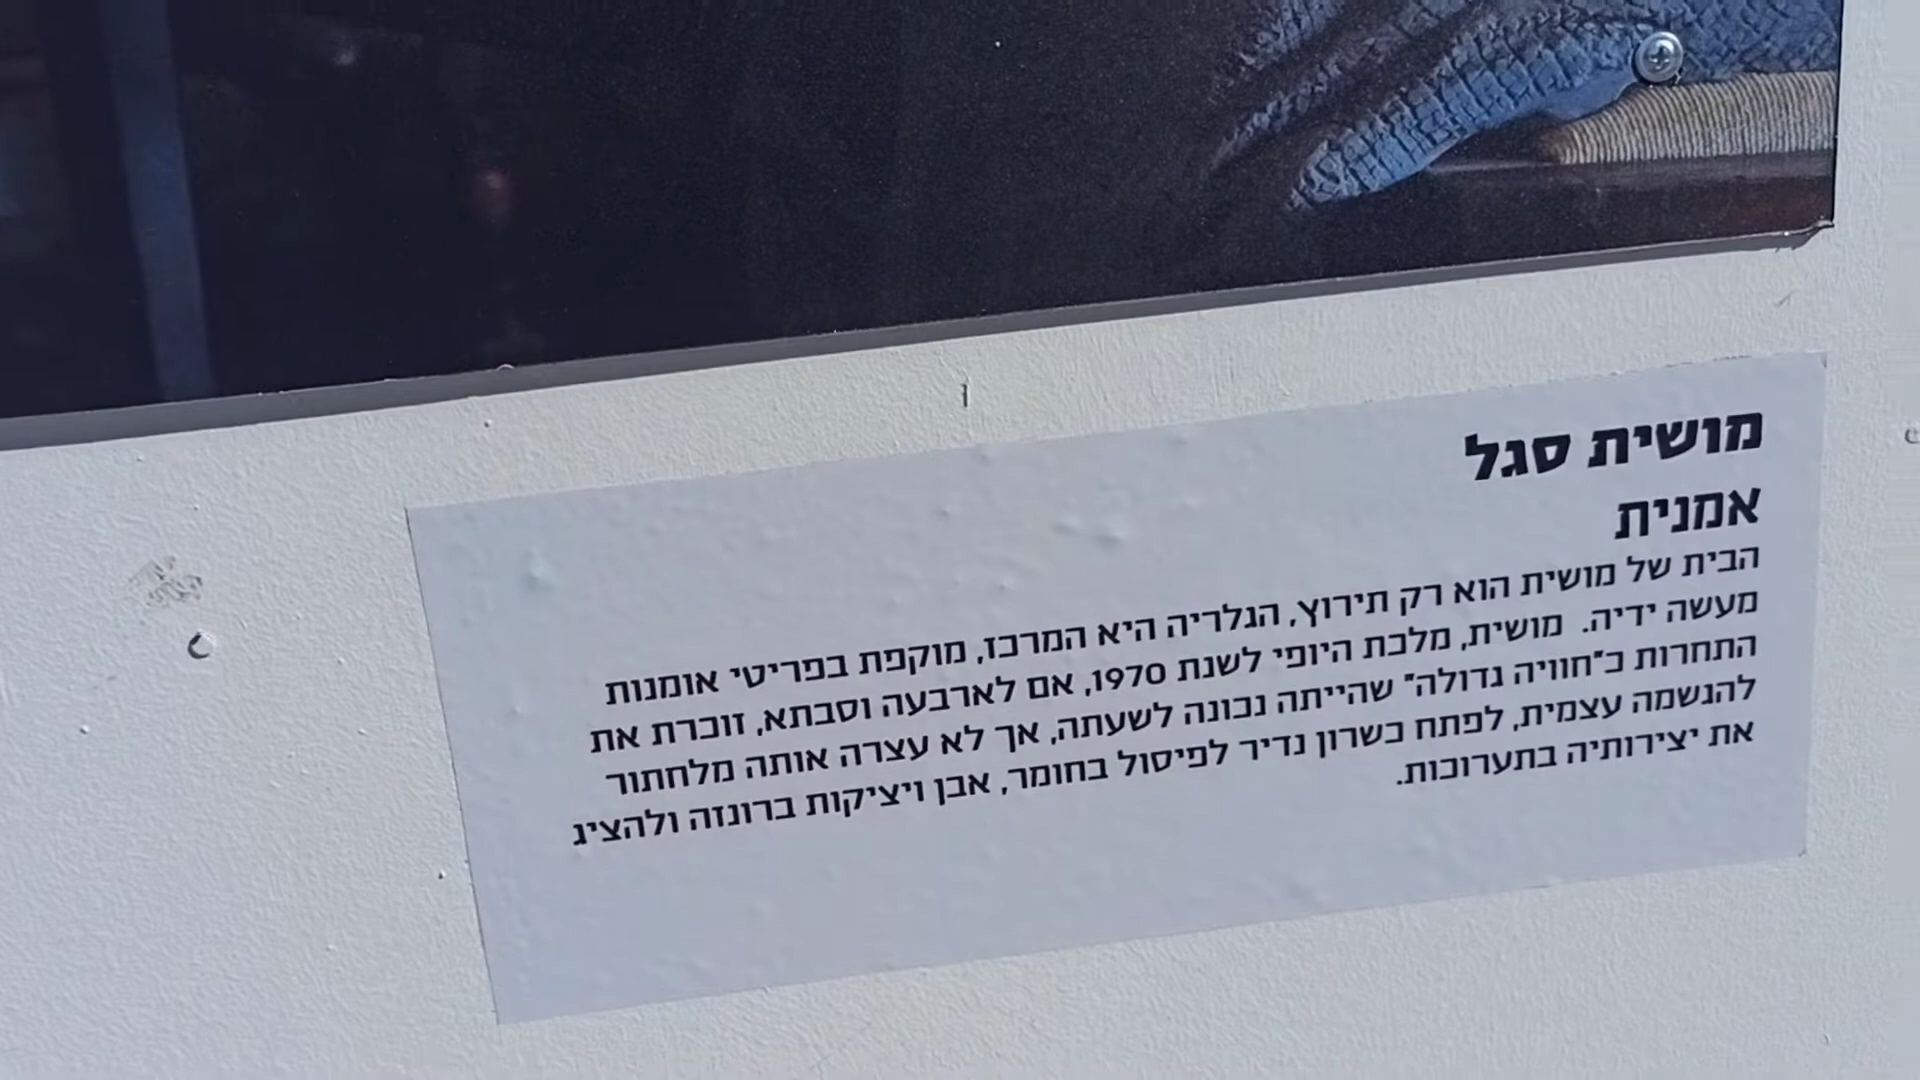 מושית סגל
אמנית
הבית של מושית הוא רק תירוץ, הגלריה היא המרכז, מוקפת בפריטי אומנות
מעשה ידיה. מושית, מלכת היופי לשנת 1970, אם לארבעה וסבתא, זוכרת את
התחרות כ"חוויה גדולה" שהייתה נכונה לשעתה, אך לא עצרה אותה מלחתור
להגשמה עצמית, לפתח כשרון נדיר לפיסול בחומר, אבן ויציקות ברונזה ולהציג
את יצירותיה בתערוכות.